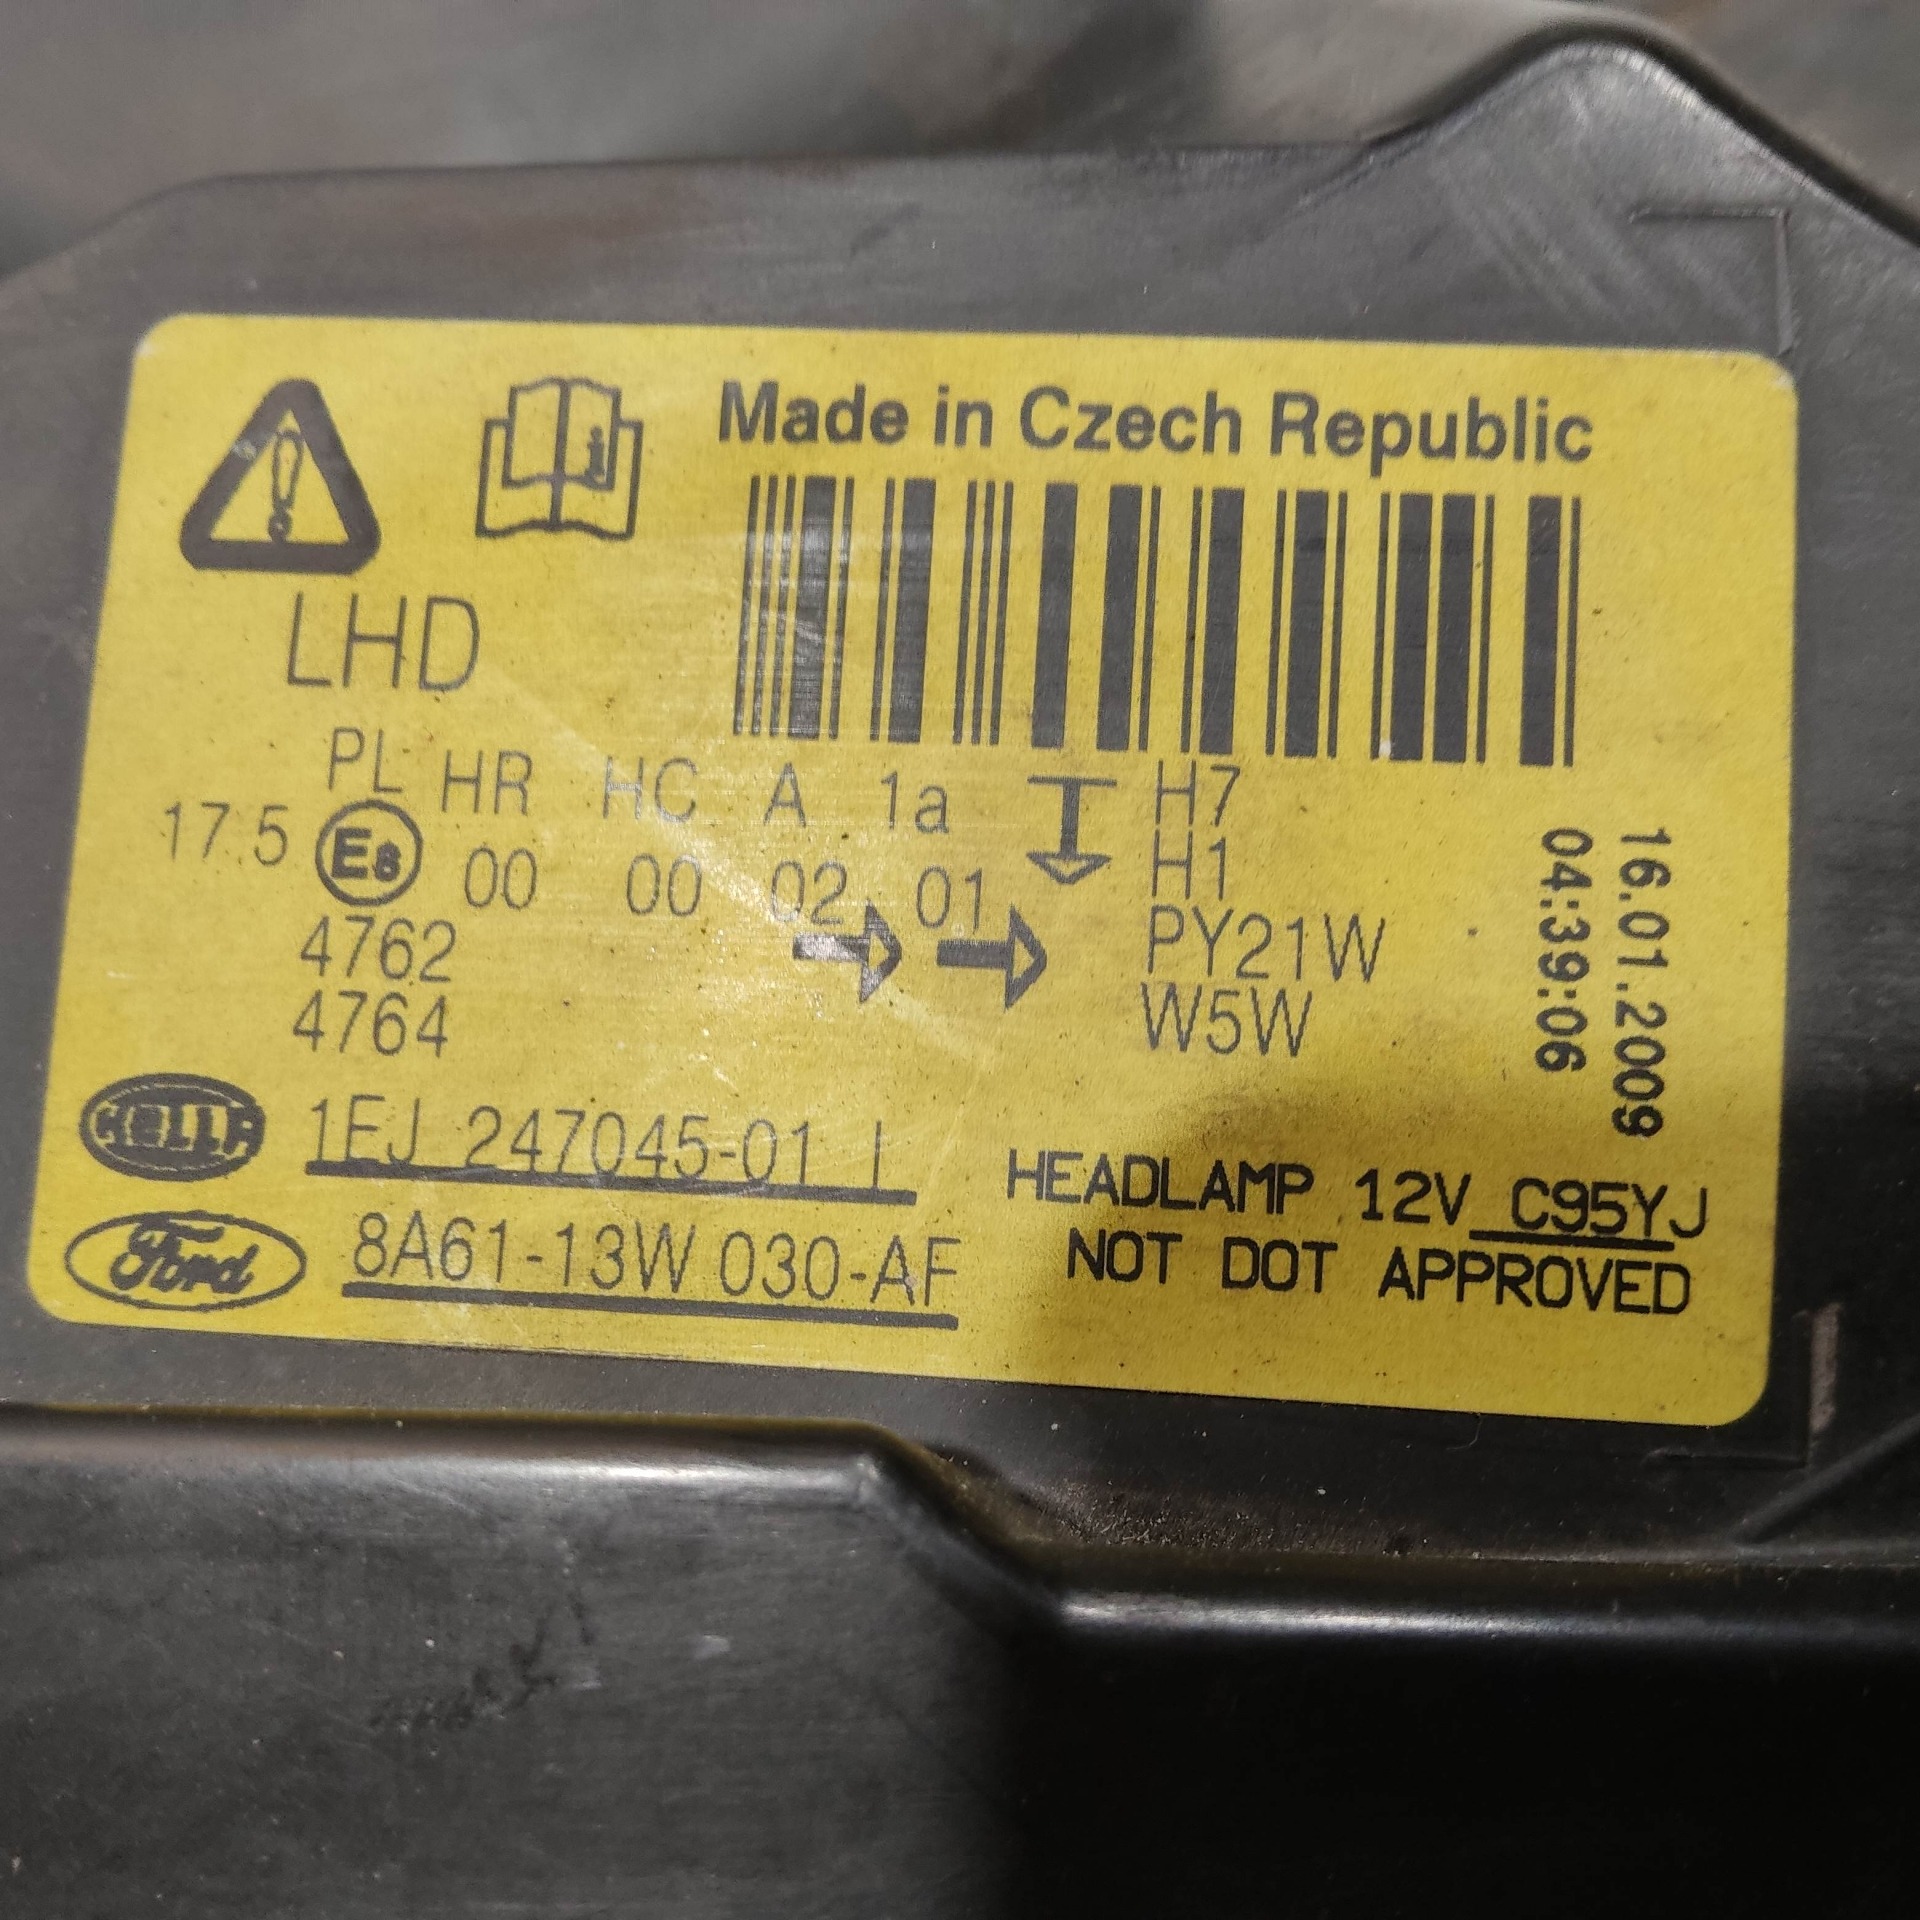 Made in Czech Republic
LHD
PL HR HC A 1a H7
17.5 E8 00 00 02 01 H1
4762 PY21W
4764 W5W
16.01.2009
04:39:06
HELLA 1EJ 247045-01 I
HEADLAMP 12V C95YJ
Ford 8A61-13W 030-AF
NOT DOT APPROVED